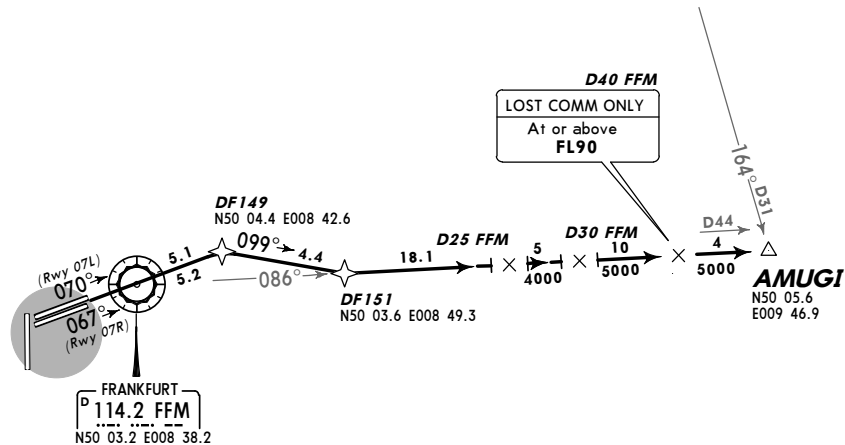 D40 FFM
LOST COMM ONLY
At or above
FL90
164° D31
DF149
N50 04.4 E008 42.6
099°
4.4
5.1
5.2
(Rwy 07L)
070°
067°
(Rwy 07R)
086°
DF151
N50 03.6 E008 49.3
18.1
D25 FFM
5
4000
D30 FFM
10
5000
D44
4
5000
AMUGI
N50 05.6
E009 46.9
FRANKFURT
D 114.2 FFM
N50 03.2 E008 38.2